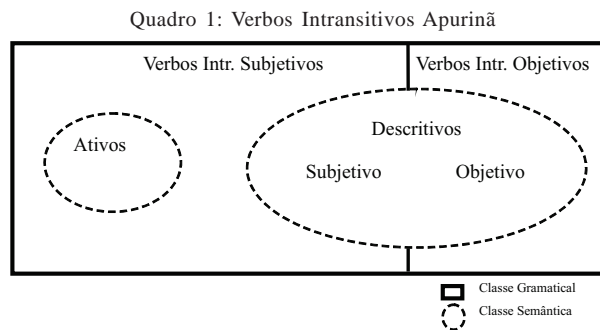 Quadro 1: Verbos Intransitivos Apurinã
Verbos Intr. Subjetivos Verbos Intr. Objetivos
Descritivos
Ativos
Subjetivo Objetivo
Classe Gramatical
Classe Semântica